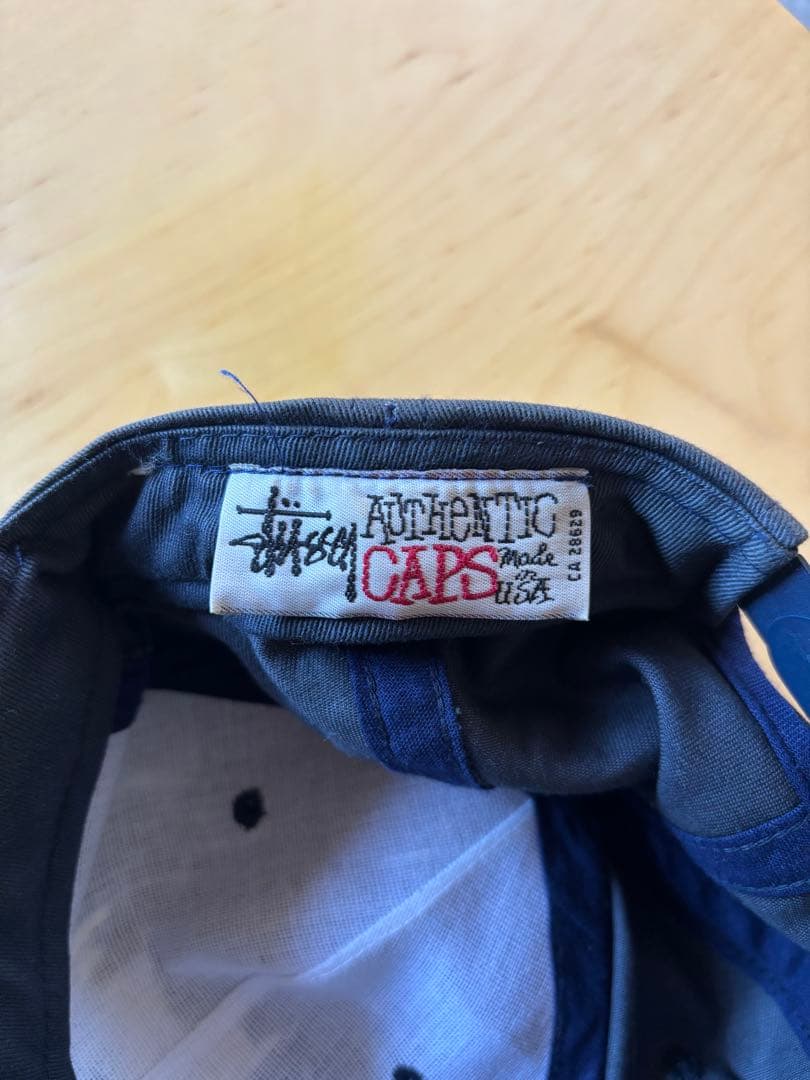 Stüssy
AUTHENTIC
CAPS
made
in
USA
CA 28629